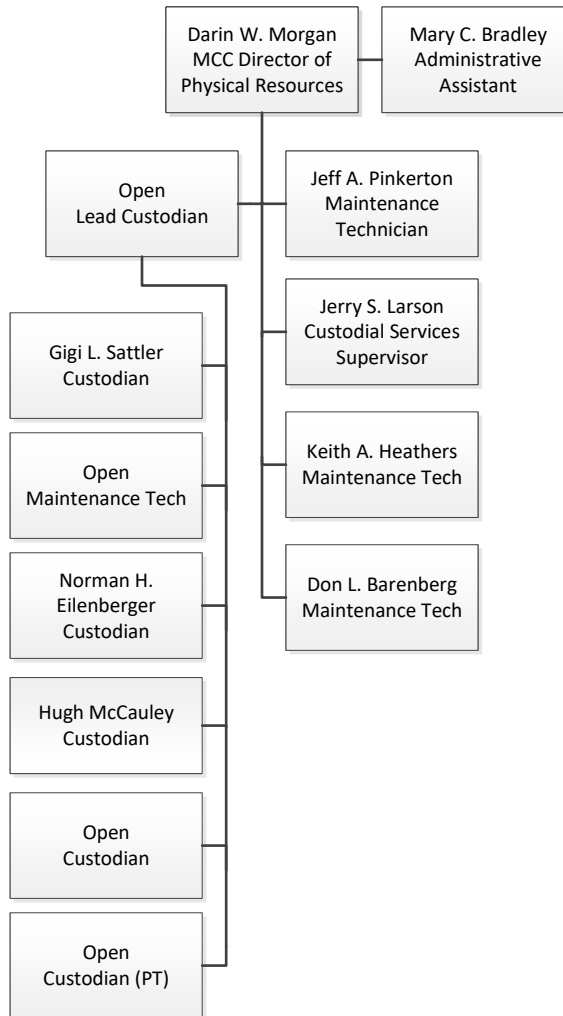 Darin W. Morgan
MCC Director of
Physical Resources
Mary C. Bradley
Administrative
Assistant
Open
Lead Custodian
Jeff A. Pinkerton
Maintenance
Technician
Jerry S. Larson
Custodial Services
Supervisor
Gigi L. Sattler
Custodian
Keith A. Heathers
Maintenance Tech
Open
Maintenance Tech
Norman H.
Eilenberger
Custodian
Don L. Barenberg
Maintenance Tech
Hugh McCauley
Custodian
Open
Custodian
Open
Custodian (PT)